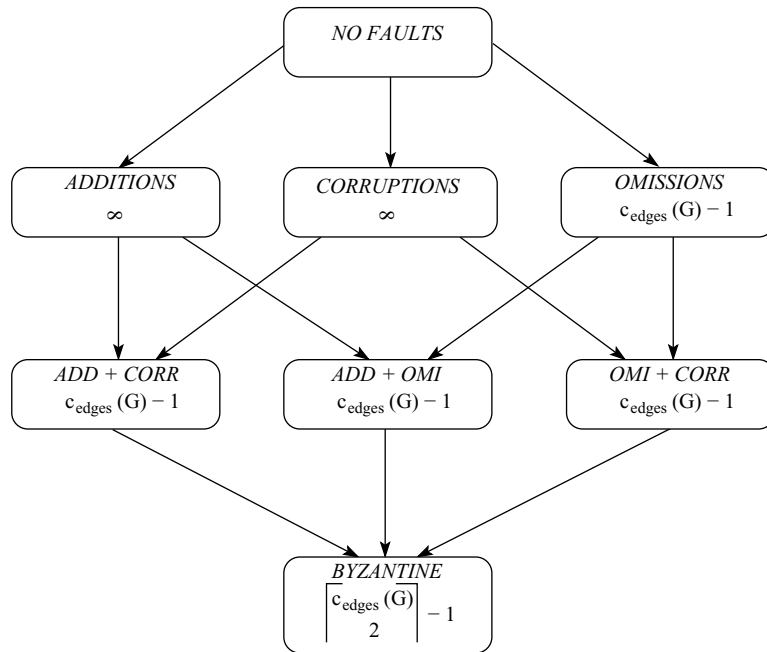 NO FAULTS
ADDITIONS
∞
CORRUPTIONS
∞
OMISSIONS
c_edges (G) − 1
ADD + CORR
c_edges (G) − 1
ADD + OMI
c_edges (G) − 1
OMI + CORR
c_edges (G) − 1
BYZANTINE
⌈c_edges (G)
2⌉ − 1